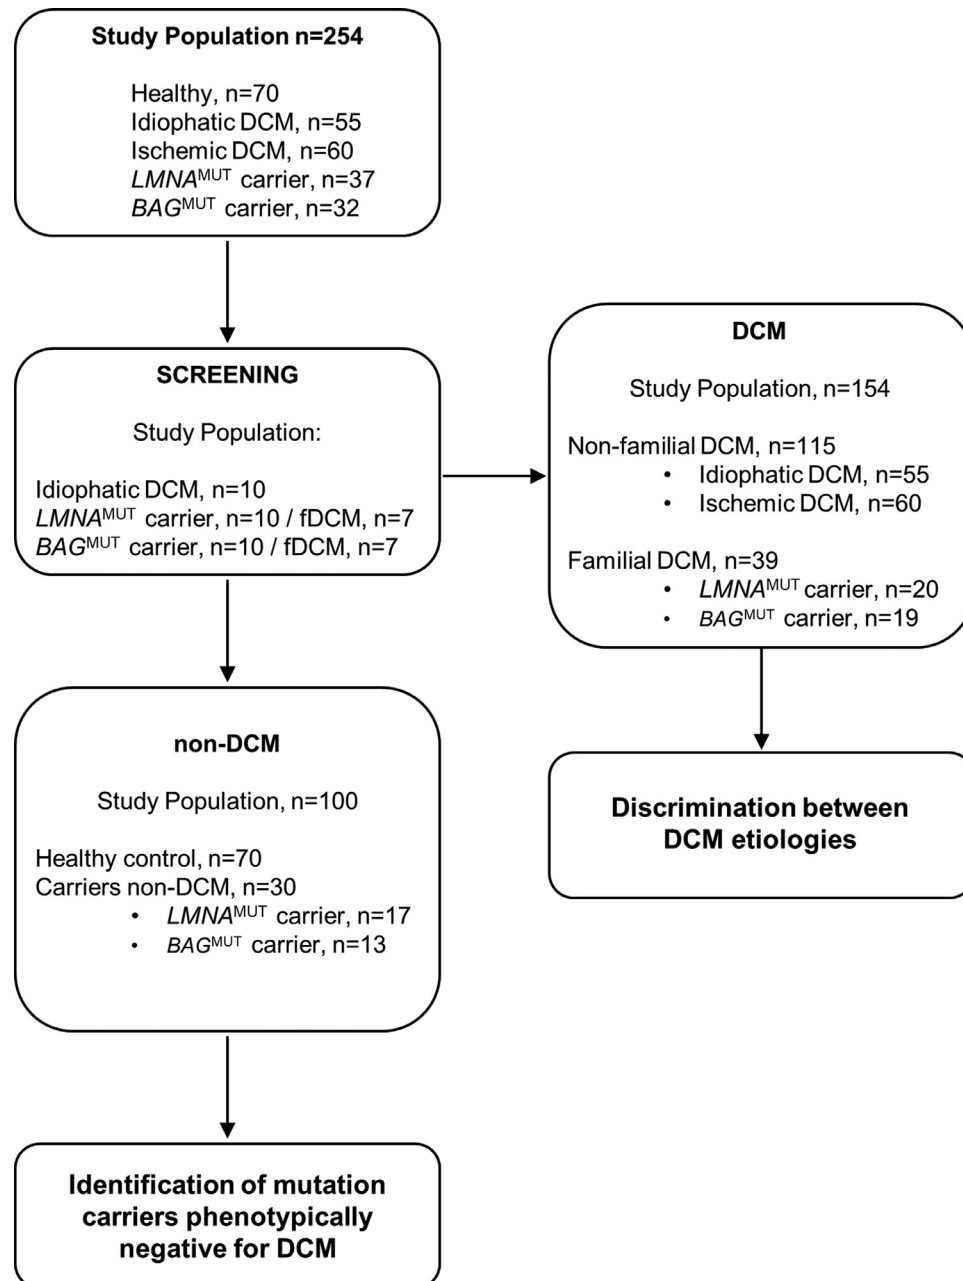 Study Population n=254
Healthy, n=70
Idiophatic DCM, n=55
Ischemic DCM, n=60
LMNAᴹᵁᵀ carrier, n=37
BAGᴹᵁᵀ carrier, n=32
SCREENING
Study Population:
Idiophatic DCM, n=10
LMNAᴹᵁᵀ carrier, n=10 / fDCM, n=7
BAGᴹᵁᵀ carrier, n=10 / fDCM, n=7
DCM
Study Population, n=154
Non-familial DCM, n=115
• Idiophatic DCM, n=55
• Ischemic DCM, n=60
Familial DCM, n=39
• LMNAᴹᵁᵀ carrier, n=20
• BAGᴹᵁᵀ carrier, n=19
non-DCM
Study Population, n=100
Healthy control, n=70
Carriers non-DCM, n=30
• LMNAᴹᵁᵀ carrier, n=17
• BAGᴹᵁᵀ carrier, n=13
Discrimination between
DCM etiologies
Identification of mutation
carriers phenotypically
negative for DCM